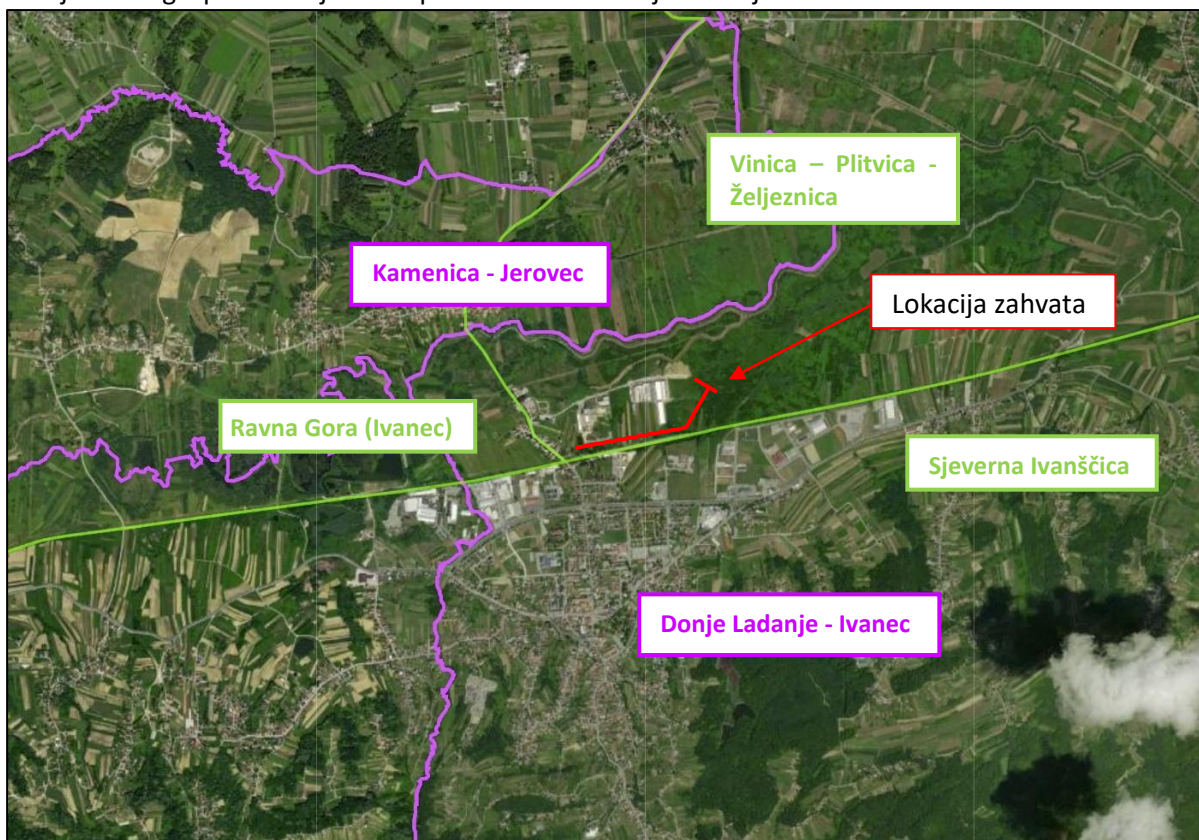 Vinica – Plitvica -
Željeznica
Kamenica - Jerovec
Lokacija zahvata
Ravna Gora (Ivanec)
Sjeverna Ivanščica
Donje Ladanje - Ivanec